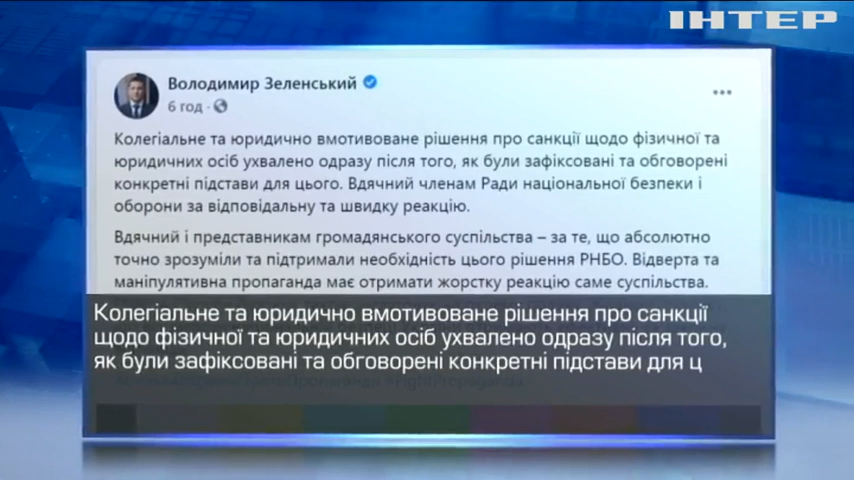 ІНТЕР
Володимир Зеленський
6 год ·
Колегіальне та юридично вмотивоване рішення про санкції щодо фізичної та
юридичних осіб ухвалено одразу після того, як були зафіксовані та обговорені
конкретні підстави для цього. Вдячний членам Ради національної безпеки і
оборони за відповідальну та швидку реакцію.
Вдячний і представникам громадянського суспільства – за те, що абсолютно
точно зрозуміли та підтримали необхідність цього рішення РНБО. Відверта та
маніпулятивна пропаганда має отримати жорстку реакцію саме суспільства.
Колегіальне та юридично вмотивоване рішення про санкції
щодо фізичної та юридичних осіб ухвалено одразу після того,
як були зафіксовані та обговорені конкретні підстави для ц